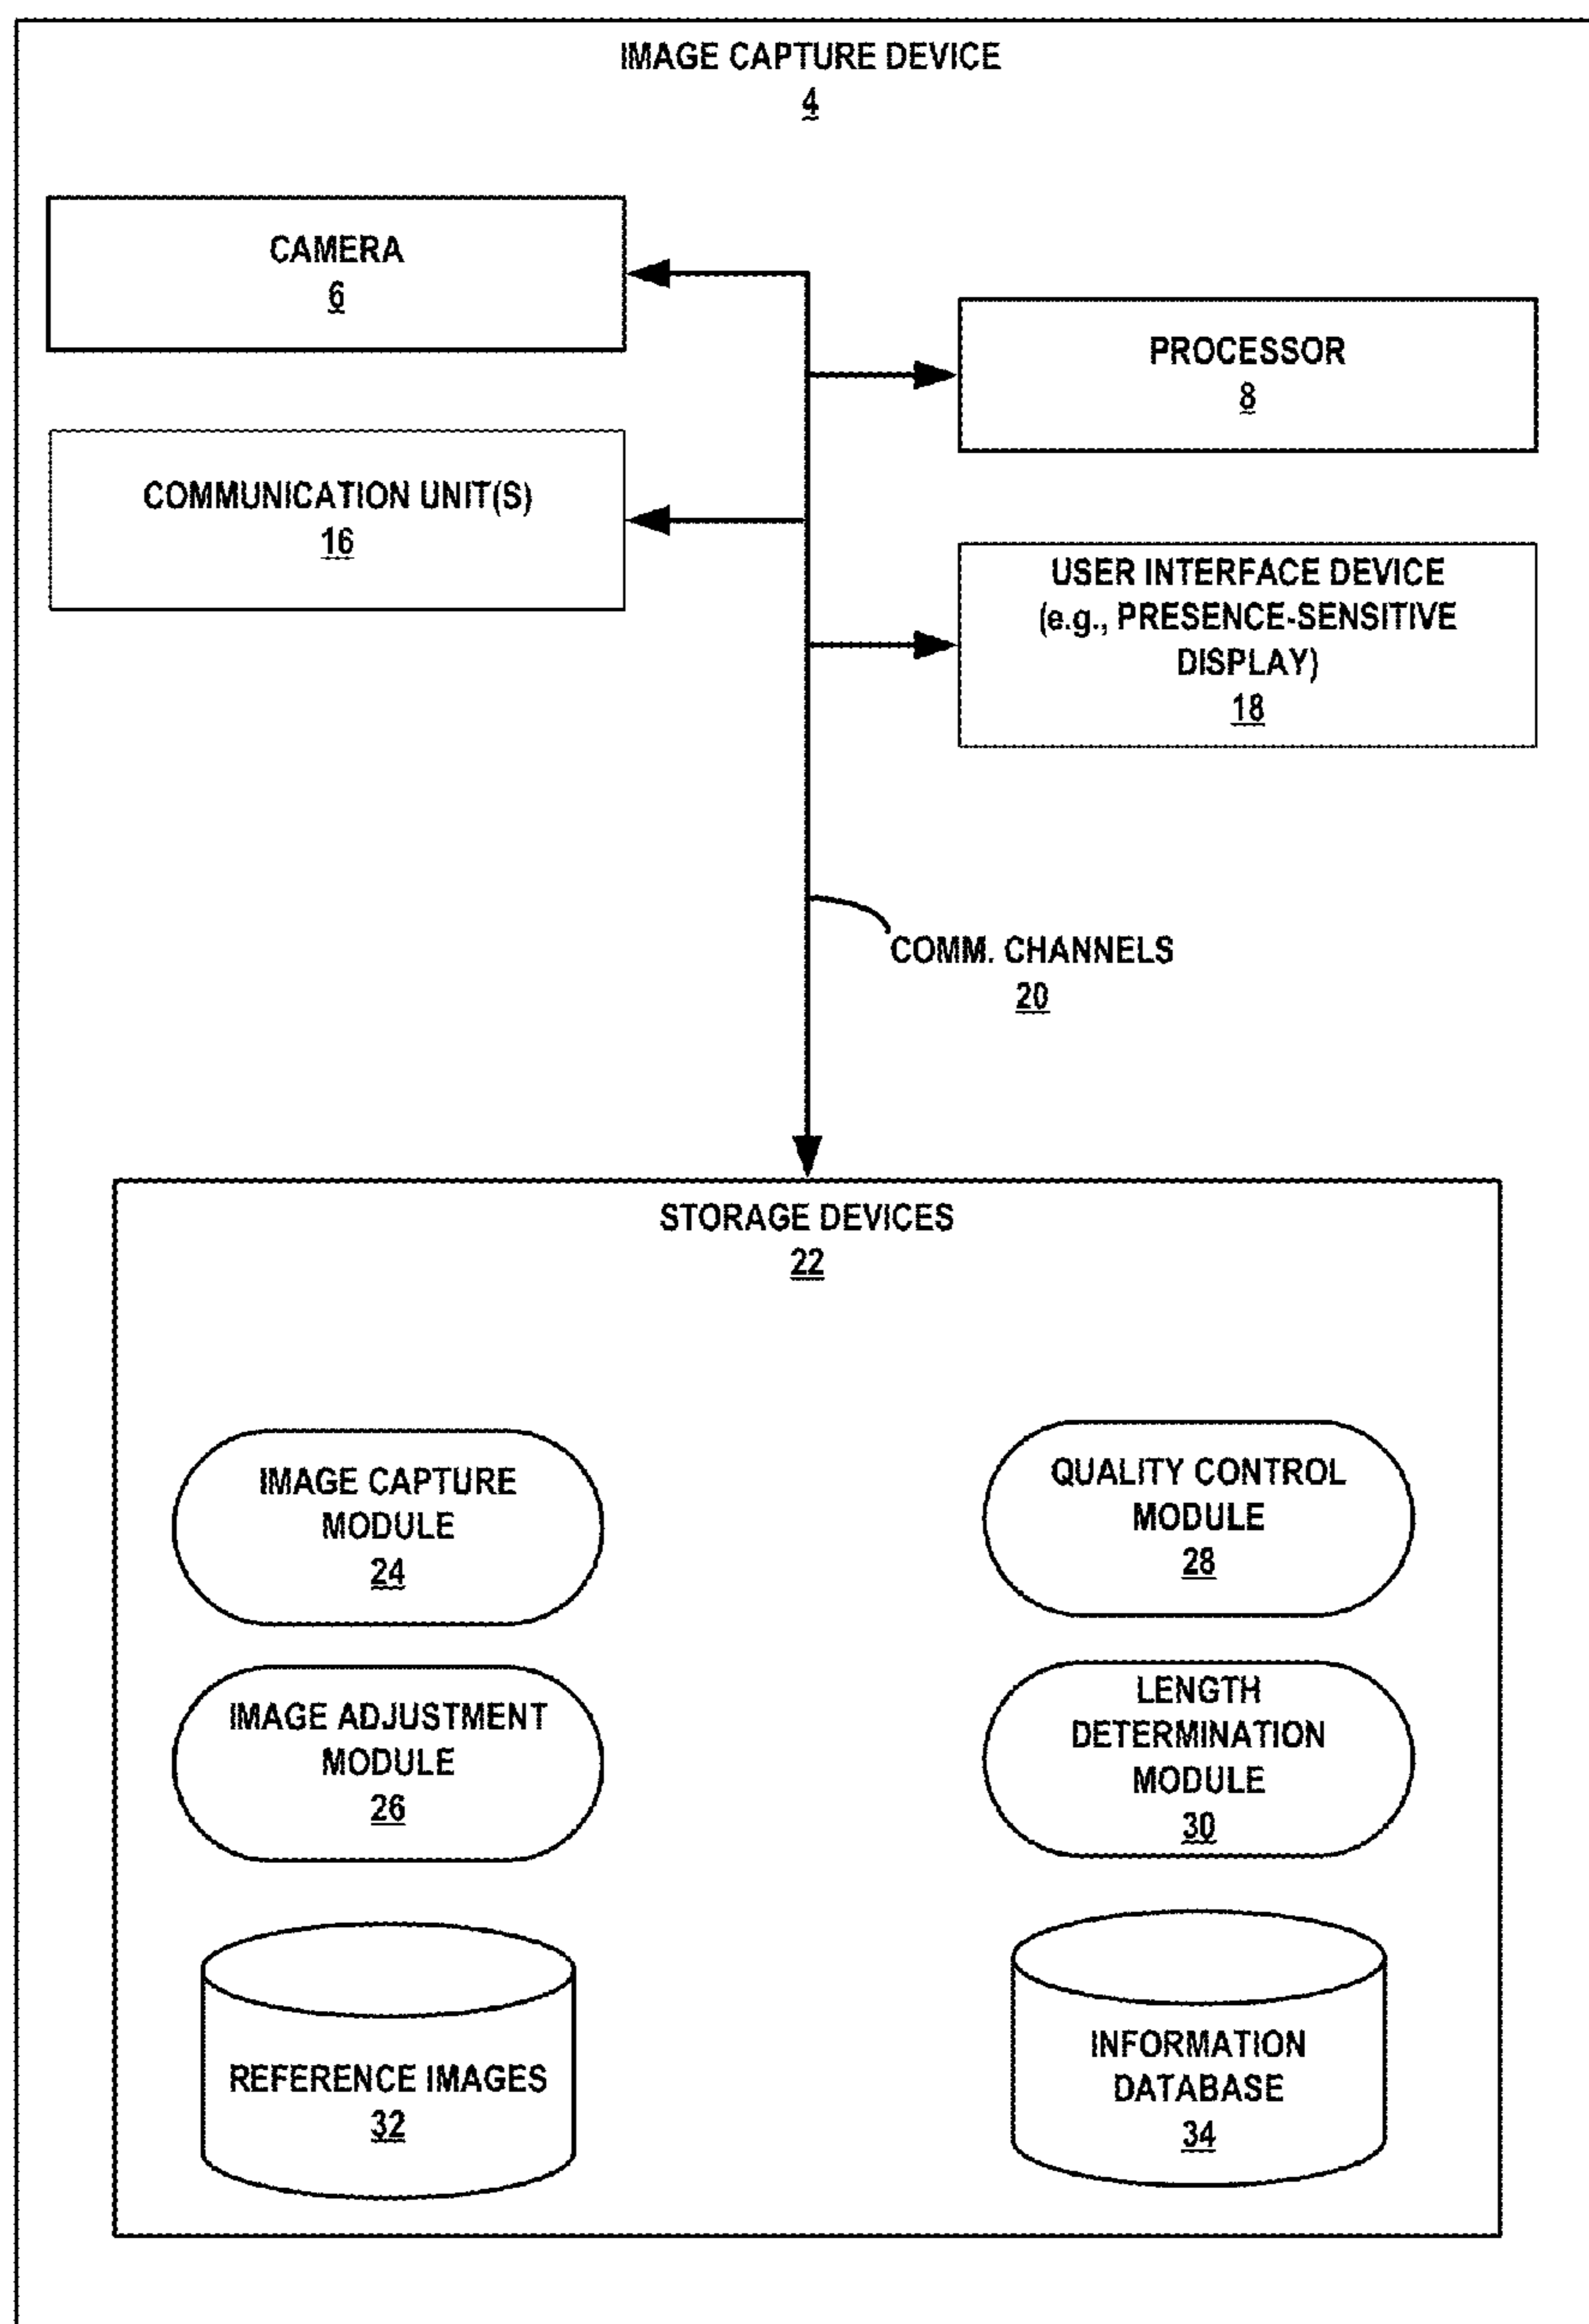 IMAGE CAPTURE DEVICE
4
CAMERA
6
PROCESSOR
8
COMMUNICATION UNIT(S)
16
USER INTERFACE DEVICE
(e.g., PRESENCE-SENSITIVE
DISPLAY)
18
COMM. CHANNELS
20
STORAGE DEVICES
22
IMAGE CAPTURE
MODULE
24
QUALITY CONTROL
MODULE
28
IMAGE ADJUSTMENT
MODULE
26
LENGTH
DETERMINATION
MODULE
30
REFERENCE IMAGES
32
INFORMATION
DATABASE
34